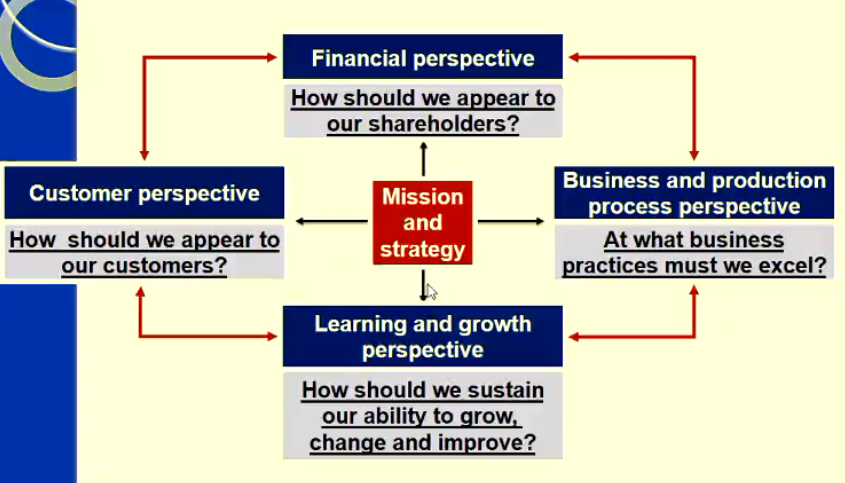 Financial perspective
How should we appear to
our shareholders?
Customer perspective
How should we appear to
our customers?
Mission
and
strategy
Business and production
process perspective
At what business
practices must we excel?
Learning and growth
perspective
How should we sustain
our ability to grow,
change and improve?